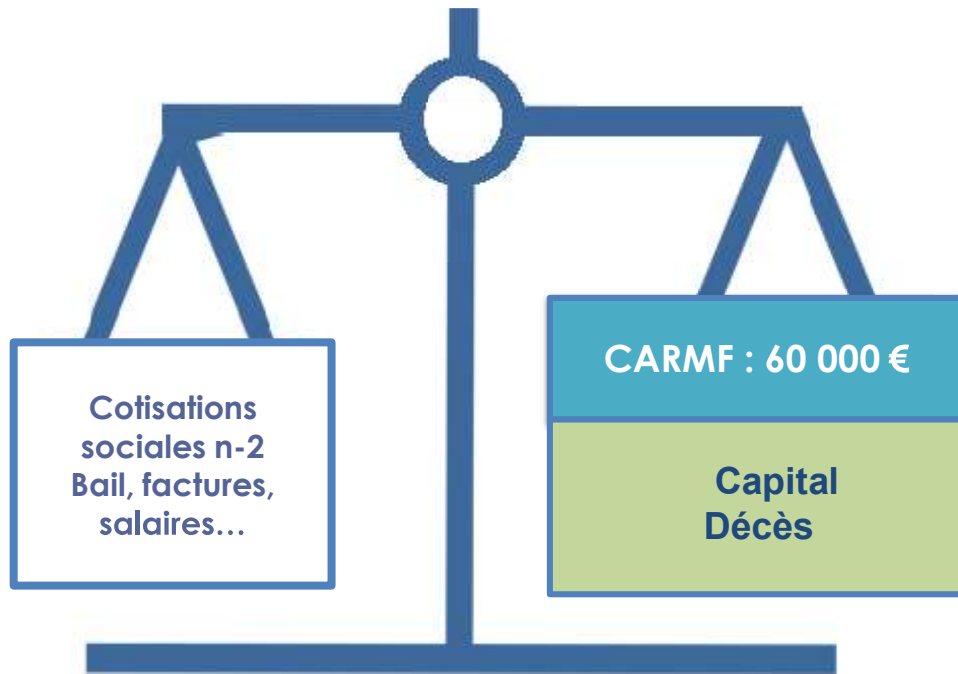 Cotisations
sociales n-2
Bail, factures,
salaires…
CARMF : 60 000 €
Capital
Décès